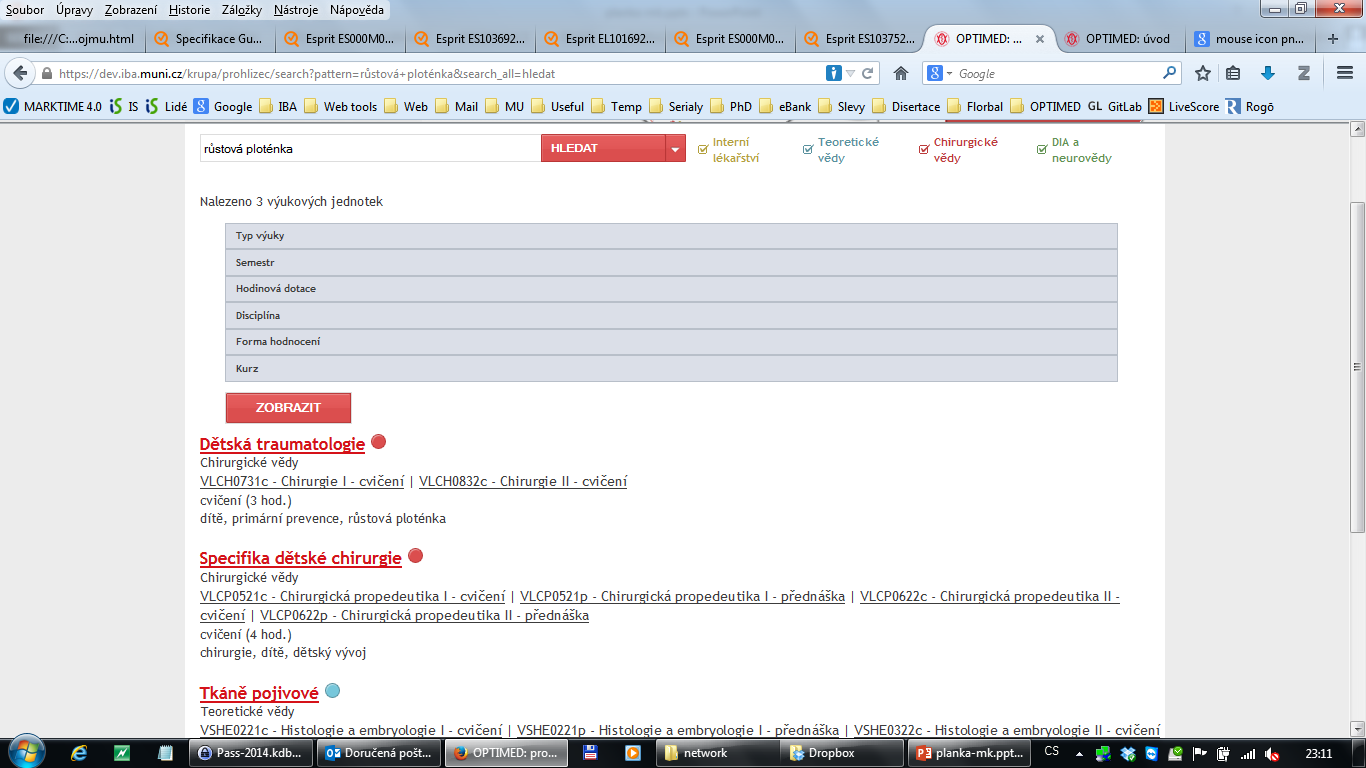 Soubor Úpravy Zobrazení Historie Záložky Nástroje Nápověda
file:///C:...ojmu.html Specifikace Gu... Esprit ES000M0... Esprit ES103692... Esprit EL101692... Esprit ES000M0... Esprit ES103752... OPTIMED: ... OPTIMED: úvod mouse icon pn...
https://dev.iba.muni.cz/krupa/prohlizec/search?pattern=růstová+ploténka&search_all=hledat Google
MARKTIME 4.0 IS Lidé Google IBA Web tools Web Mail MU Useful Temp Serialy PhD eBank Slevy Disertace Florbal OPTIMED GL GitLab LiveScore Rogō
růstová ploténka HLEDAT Interní lékařství Teoretické vědy Chirurgické vědy DIA a neurovědy
Nalezeno 3 výukových jednotek
Typ výuky
Semestr
Hodinová dotace
Disciplína
Forma hodnocení
Kurz
ZOBRAZIT
Dětská traumatologie
Chirurgické vědy
VLCH0731c - Chirurgie I - cvičení | VLCH0832c - Chirurgie II - cvičení
cvičení (3 hod.)
dítě, primární prevence, růstová ploténka
Specifika dětské chirurgie
Chirurgické vědy
VLCP0521c - Chirurgická propedeutika I - cvičení | VLCP0521p - Chirurgická propedeutika I - přednáška | VLCP0622c - Chirurgická propedeutika II -
cvičení | VLCP0622p - Chirurgická propedeutika II - přednáška
cvičení (4 hod.)
chirurgie, dítě, dětský vývoj
Tkáně pojivové
Teoretické vědy
VSHE0221c - Histologie a embryologie I - cvičení | VSHE0221p - Histologie a embryologie I - přednáška | VSHE0322c - Histologie a embryologie II - cvičení
Pass-2014.kdb... Doručená pošt... OPTIMED: pro... network Dropbox planka-mk.ppt... CS 23:11